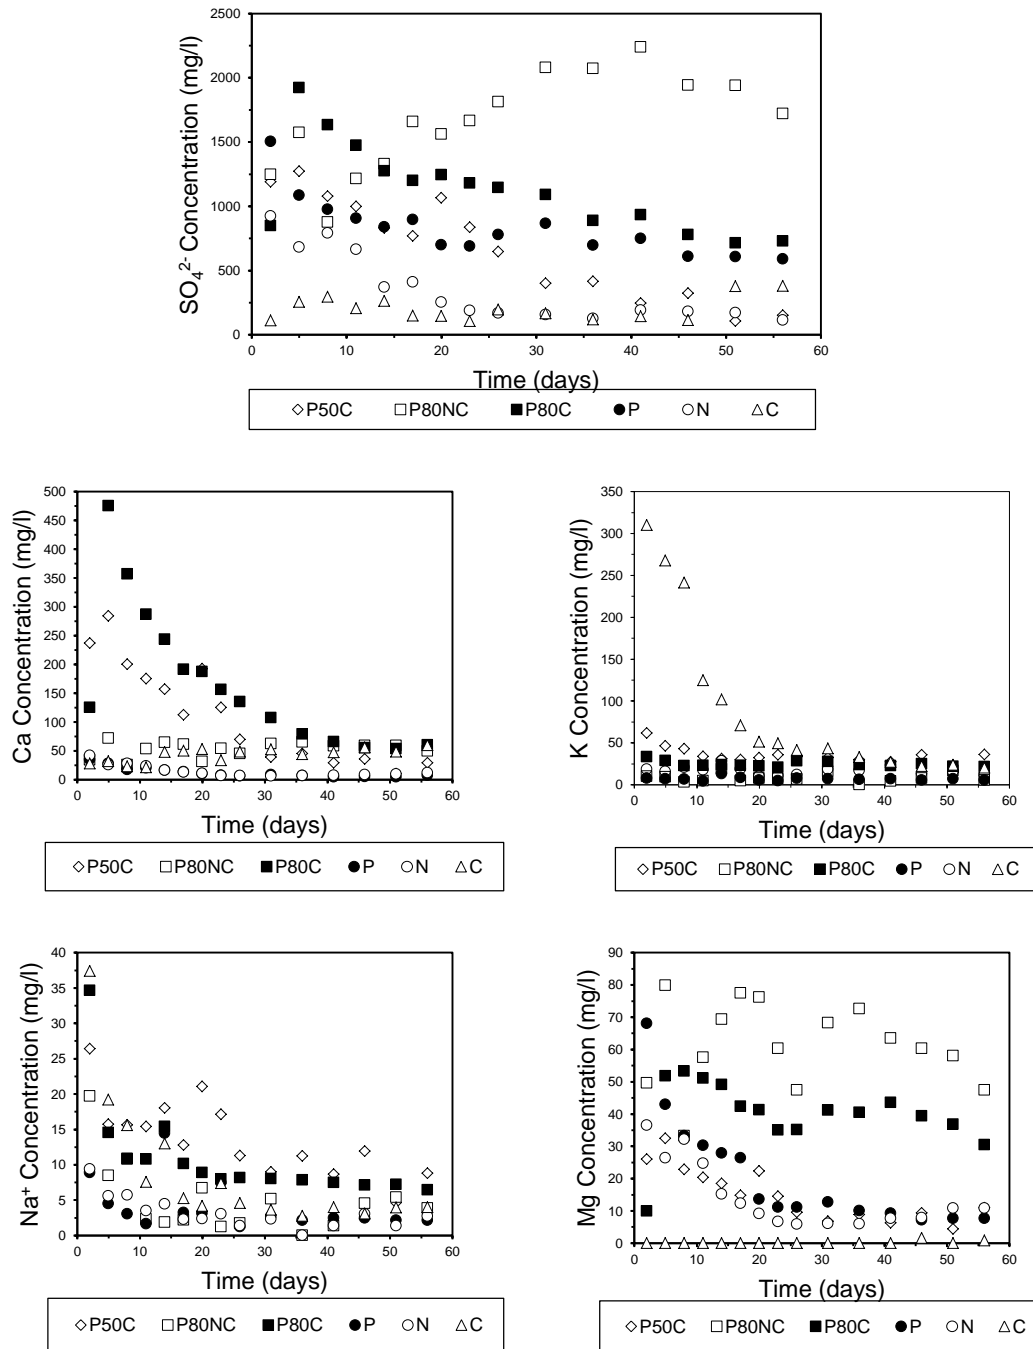 2500
2000
1500
1000
500
0
SO₄²⁻ Concentration (mg/l)
0 10 20 30 40 50 60
Time (days)
P50C P80NC P80C P N C
500
450
400
350
300
250
200
150
100
50
0
Ca Concentration (mg/l)
0 10 20 30 40 50 60
Time (days)
P50C P80NC P80C P N C
350
300
250
200
150
100
50
0
K Concentration (mg/l)
0 10 20 30 40 50 60
Time (days)
P50C P80NC P80C P N C
40
35
30
25
20
15
10
5
0
Na⁺ Concentration (mg/l)
0 10 20 30 40 50 60
Time (days)
P50C P80NC P80C P N C
90
80
70
60
50
40
30
20
10
0
Mg Concentration (mg/l)
0 10 20 30 40 50 60
Time (days)
P50C P80NC P80C P N C